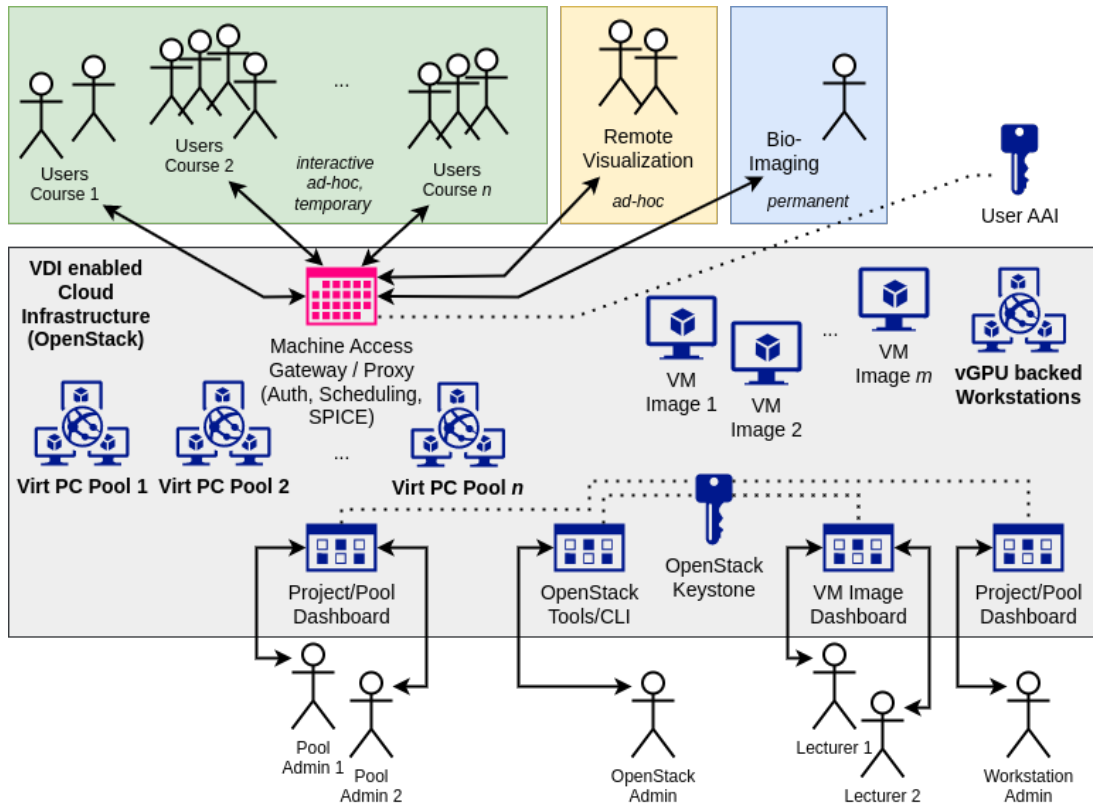 Users
Course 1
Users
Course 2
...
interactive
ad-hoc,
temporary
Users
Course n
Remote
Visualization
ad-hoc
Bio-
Imaging
permanent
User AAI
VDI enabled
Cloud
Infrastructure
(OpenStack)
Machine Access
Gateway / Proxy
(Auth, Scheduling,
SPICE)
VM
Image 1
VM
Image 2
...
VM
Image m
vGPU backed
Workstations
Virt PC Pool 1
Virt PC Pool 2
...
Virt PC Pool n
Project/Pool
Dashboard
OpenStack
Tools/CLI
OpenStack
Keystone
VM Image
Dashboard
Project/Pool
Dashboard
Pool
Admin 1
Pool
Admin 2
OpenStack
Admin
Lecturer 1
Lecturer 2
Workstation
Admin